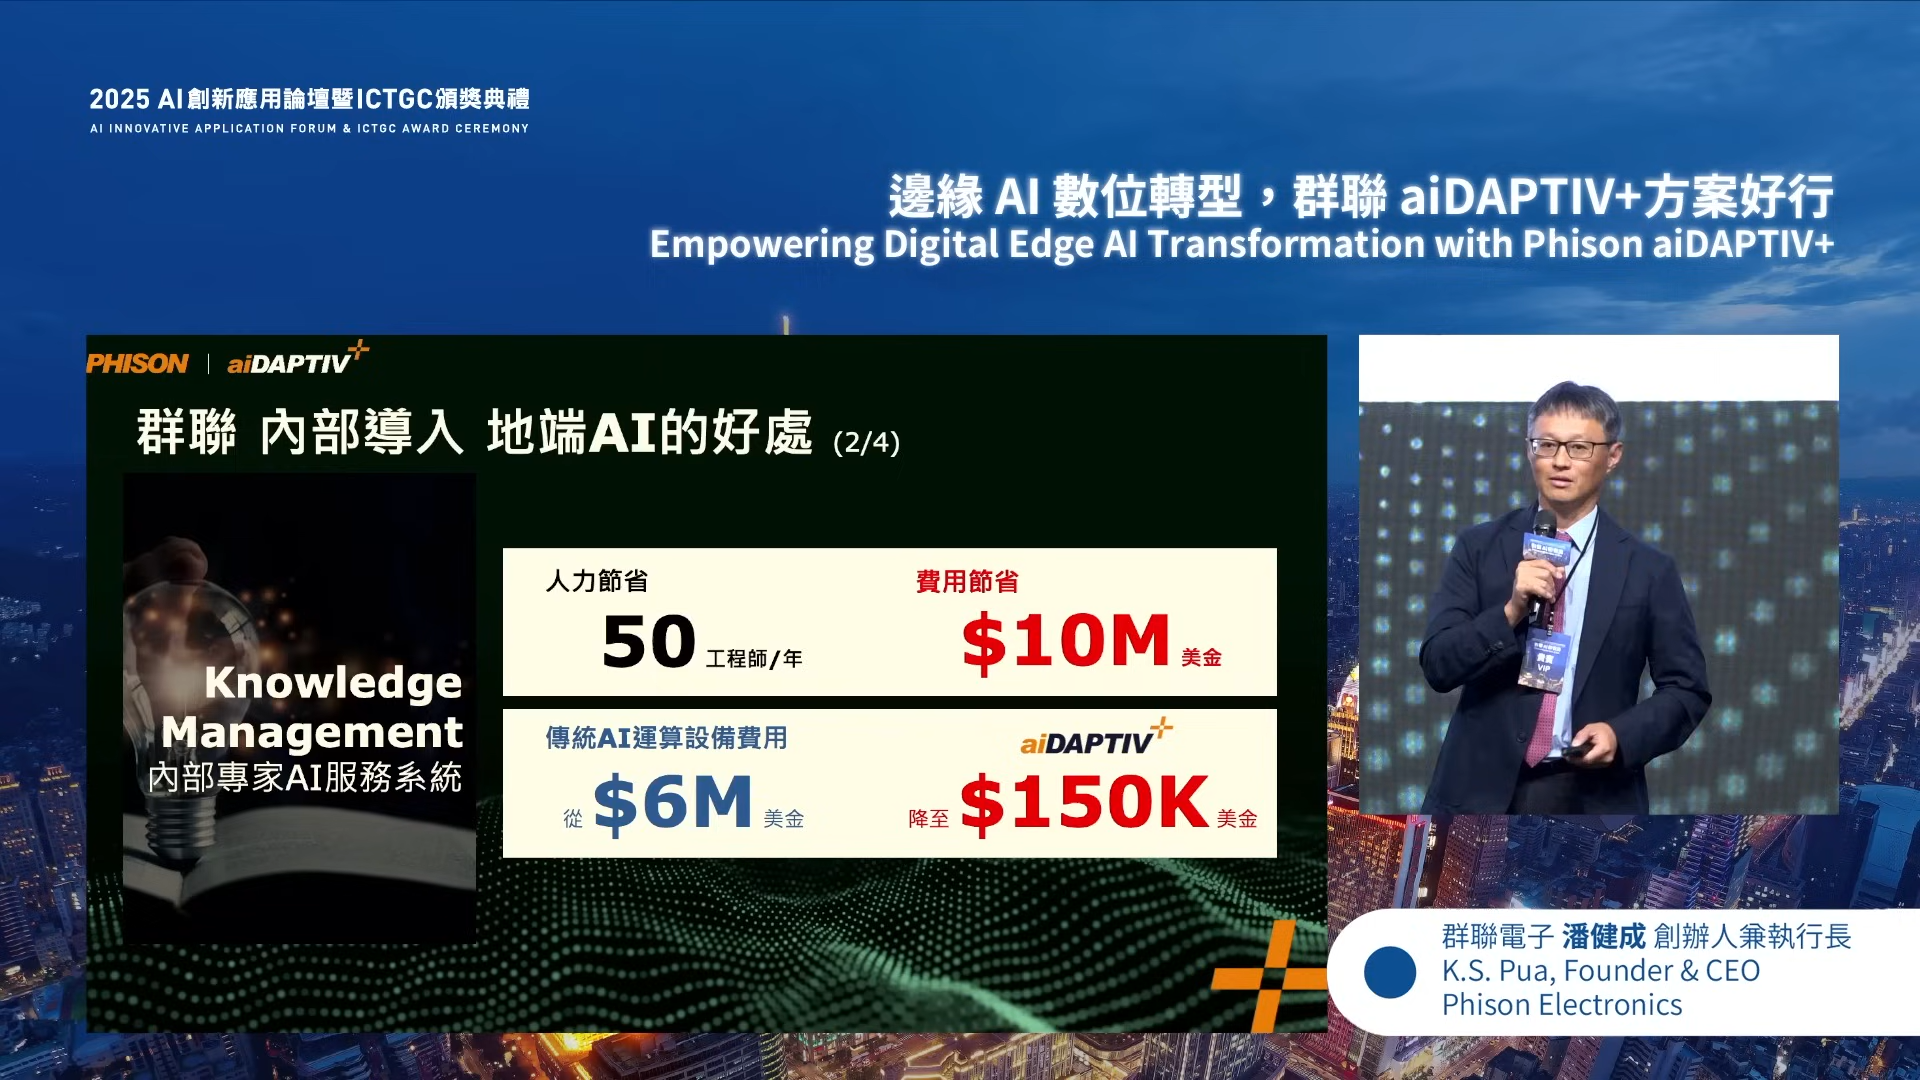 2025 AI創新應用論壇暨ICTGC頒獎典禮
AI INNOVATIVE APPLICATION FORUM & ICTGC AWARD CEREMONY
邊緣 AI 數位轉型，群聯 aiDAPTIV+方案好行
Empowering Digital Edge AI Transformation with Phison aiDAPTIV+
PHISON | aiDAPTIV+
群聯 內部導入 地端AI的好處 (2/4)
Knowledge
Management
內部專家AI服務系統
人力節省
50 工程師/年
費用節省
$10M 美金
傳統AI運算設備費用
從 $6M 美金
aiDAPTIV+
降至 $150K 美金
貴賓
VIP
群聯電子 潘健成 創辦人兼執行長
K.S. Pua, Founder & CEO
Phison Electronics